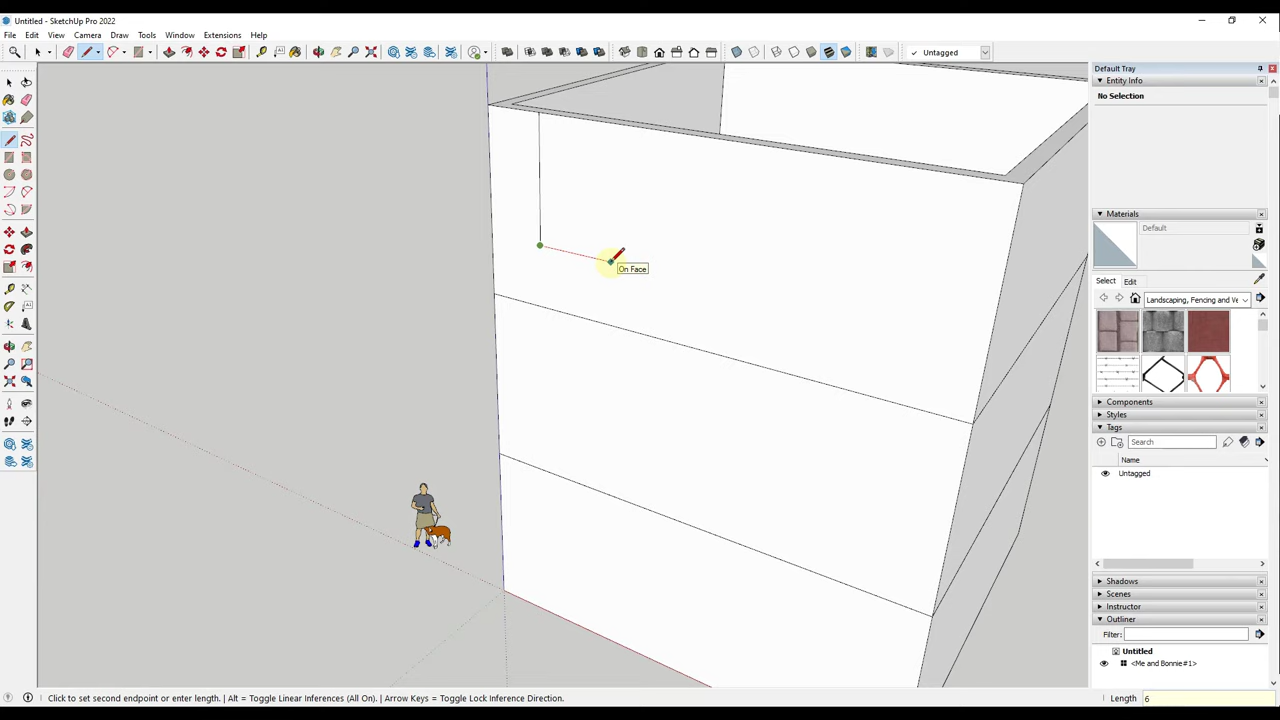 Untitled - SketchUp Pro 2022
File Edit View Camera Draw Tools Window Extensions Help
Untagged
Default Tray
Entity Info
No Selection
Materials
Default
Select Edit
Landscaping, Fencing and Ve
On Face
Components
Styles
Tags
Search
Name
Untagged
Shadows
Scenes
Instructor
Outliner
Filter:
Untitled
<Me and Bonnie#1>
Click to set second endpoint or enter length. | Alt = Toggle Linear Inferences (All On). | Arrow Keys = Toggle Lock Inference Direction.
Length 6